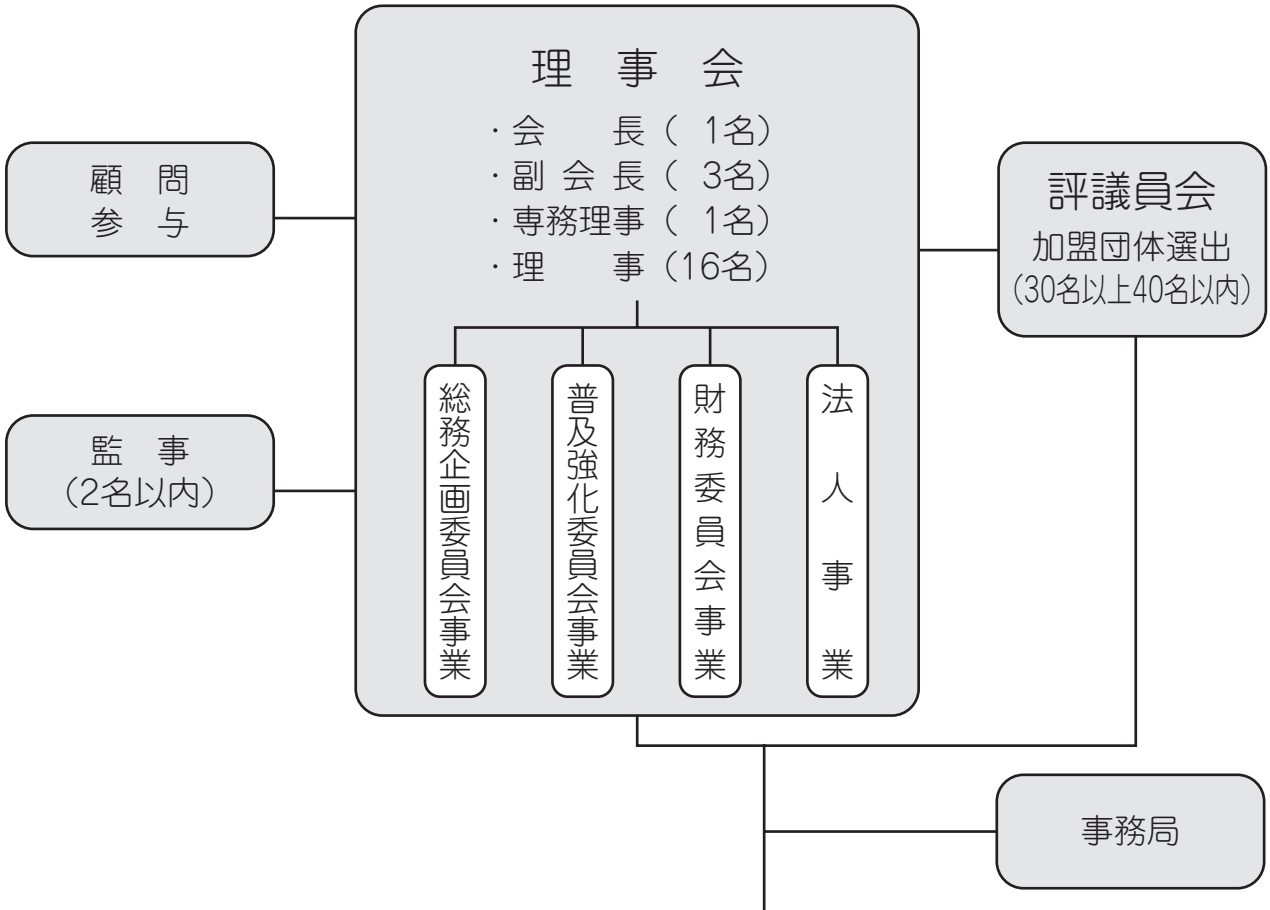 理事会
・会長( 1名)
・副会長( 3名)
・専務理事( 1名)
・理事(16名)
総務企画委員会事業
普及強化委員会事業
財務委員会事業
法人事業
顧問
参与
監事
(2名以内)
評議員会
加盟団体選出
(30名以上40名以内)
事務局